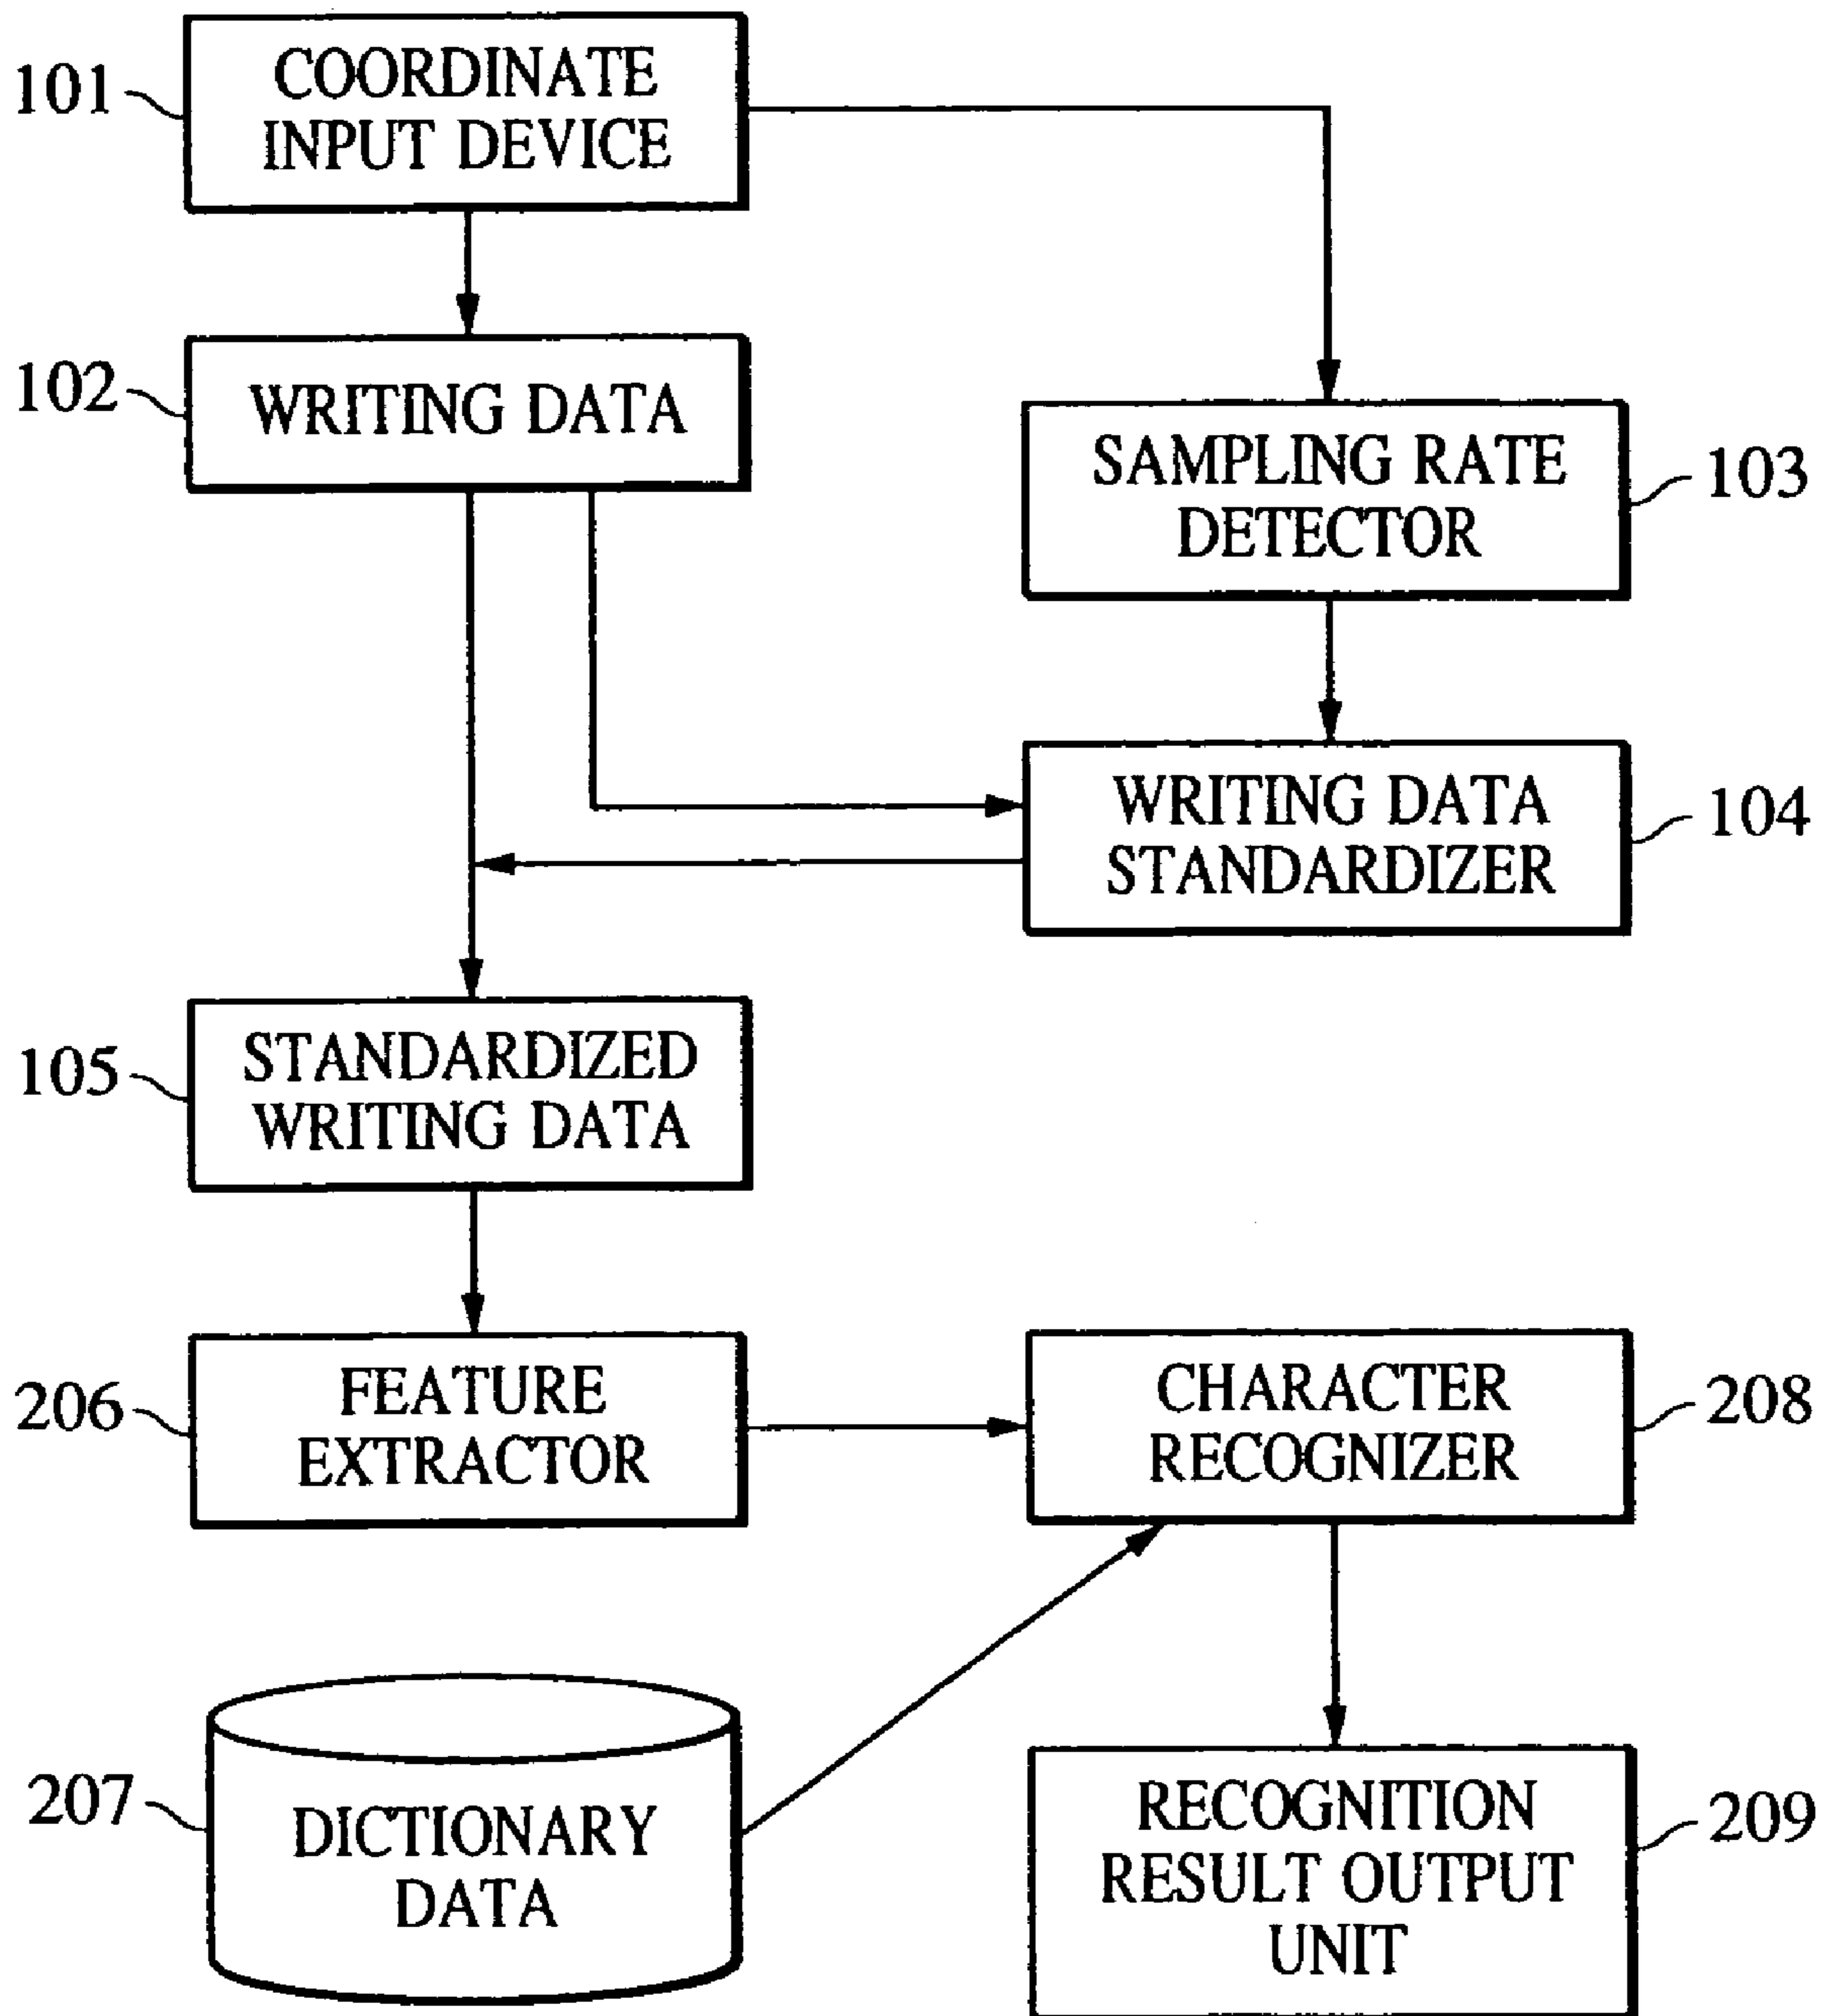 101
COORDINATE
INPUT DEVICE
102
WRITING DATA
SAMPLING RATE
DETECTOR
103
WRITING DATA
STANDARDIZER
104
105
STANDARDIZED
WRITING DATA
206
FEATURE
EXTRACTOR
CHARACTER
RECOGNIZER
208
207
DICTIONARY
DATA
RECOGNITION
RESULT OUTPUT
UNIT
209